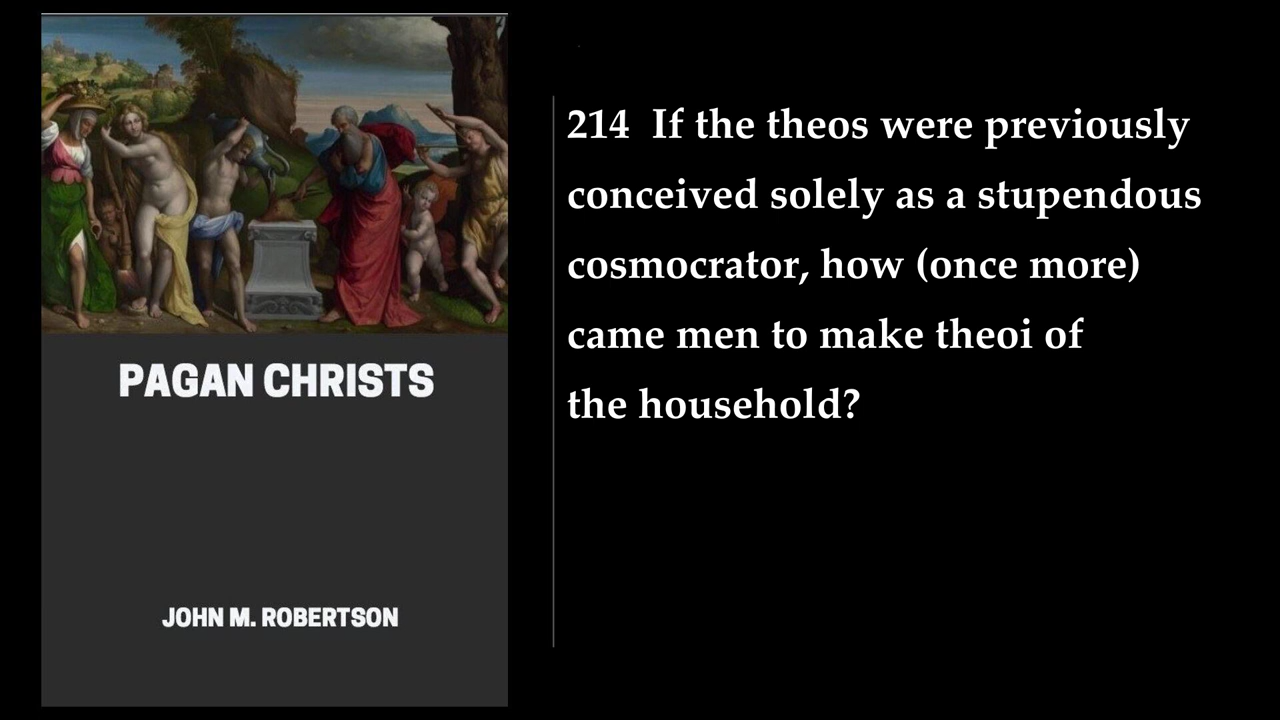 PAGAN CHRISTS
JOHN M. ROBERTSON
214 If the theos were previously
conceived solely as a stupendous
cosmocrator, how (once more)
came men to make theoi of
the household?